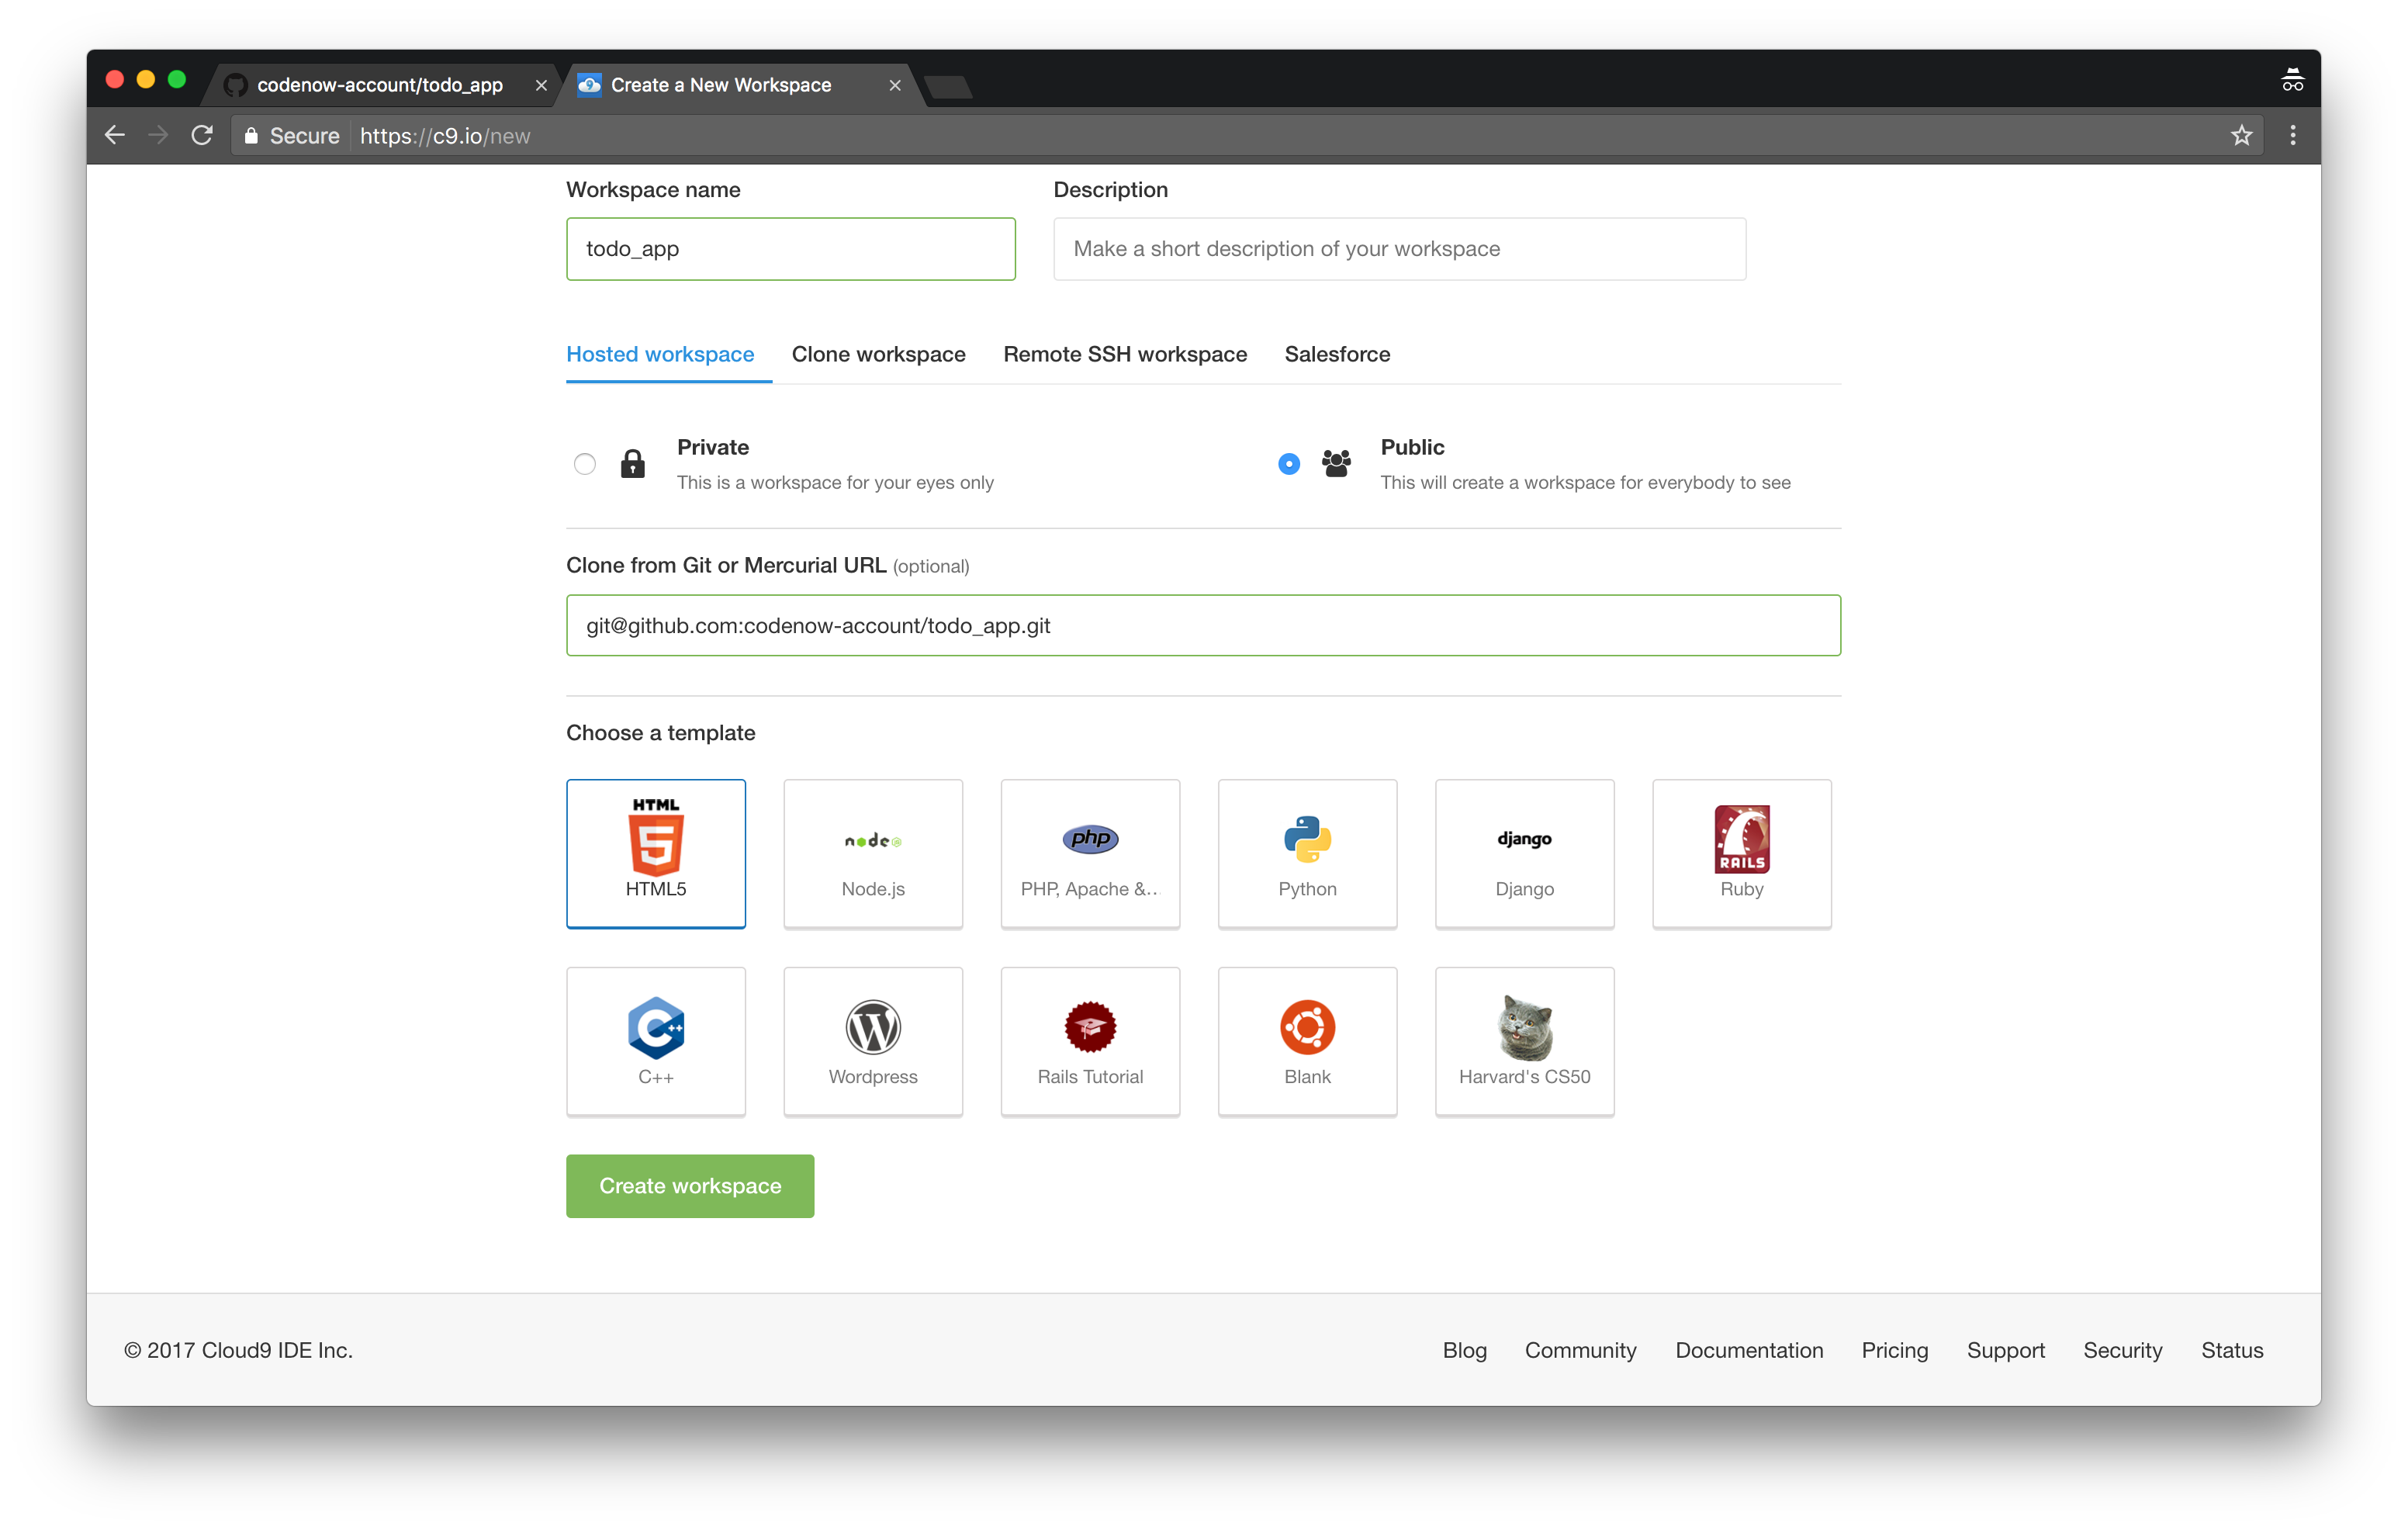 codenow-account/todo_app
Create a New Workspace
Secure https://c9.io/new
Workspace name Description
todo_app Make a short description of your workspace
Hosted workspace Clone workspace Remote SSH workspace Salesforce
Private Public
This is a workspace for your eyes only This will create a workspace for everybody to see
Clone from Git or Mercurial URL (optional)
git@github.com:codenow-account/todo_app.git
Choose a template
HTML
5
node
php
django
RAILS
HTML5 Node.js PHP, Apache &... Python Django Ruby
C++
W
C++ Wordpress Rails Tutorial Blank Harvard's CS50
Create workspace
© 2017 Cloud9 IDE Inc. Blog Community Documentation Pricing Support Security Status